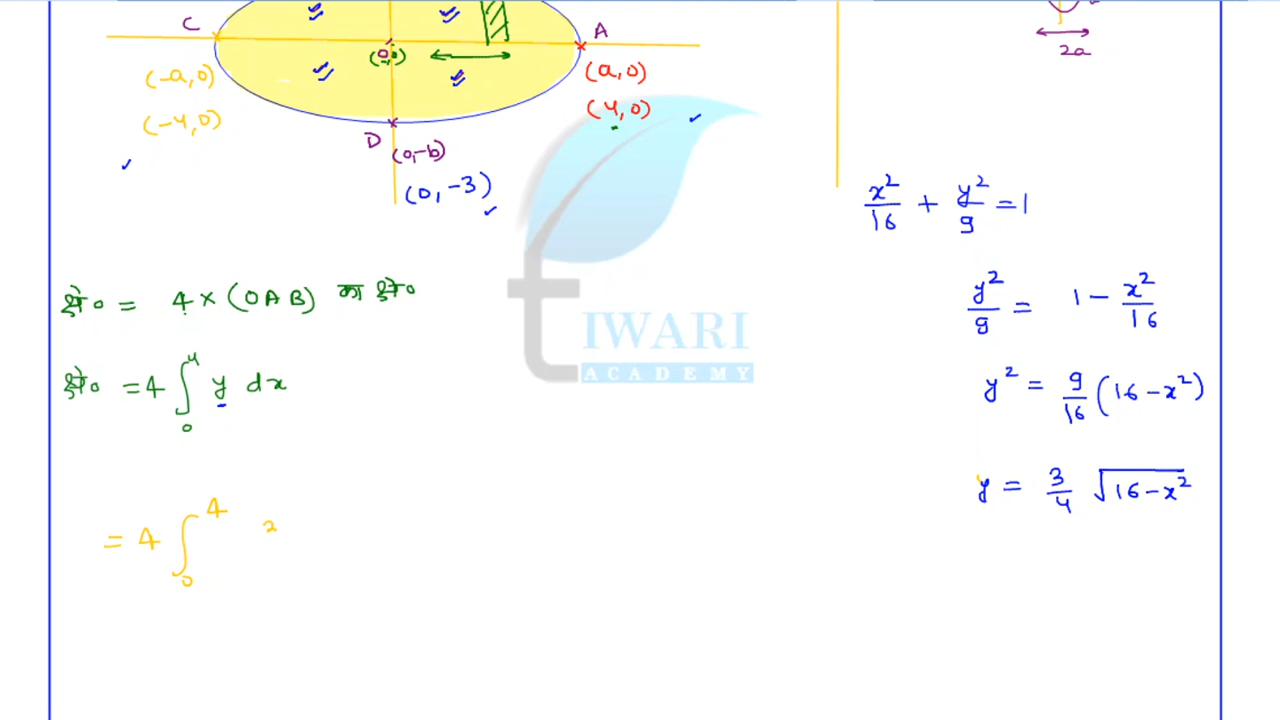 C
A
O
(0,0)
2a
(-a,0)
(a,0)
(-4,0)
(4,0)
D
(0,-b)
(0,-3)
x²/16 + y²/9 = 1
क्षे० = 4 × (OAB) का क्षे०
y²/9 = 1 - x²/16
IWARI
ACADEMY
क्षे० = 4 ∫₀⁴ y dx
y² = 9/16 (16-x²)
y = 3/4 √16-x²
= 4 ∫₀⁴